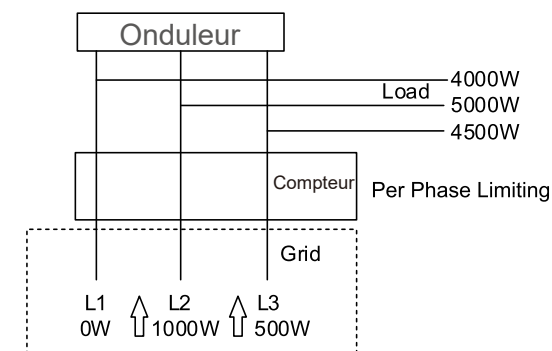 Onduleur
4000W
Load
5000W
4500W
Compteur
Per Phase Limiting
Grid
L1 L2 L3
0W 1000W 500W